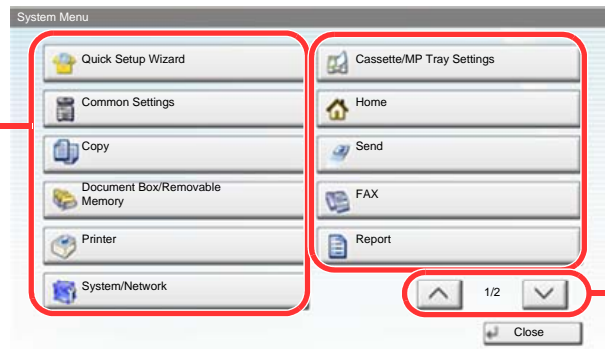 System Menu
Quick Setup Wizard
Cassette/MP Tray Settings
Common Settings
Home
Copy
Send
Document Box/Removable
Memory
FAX
Printer
Report
System/Network
1/2
Close